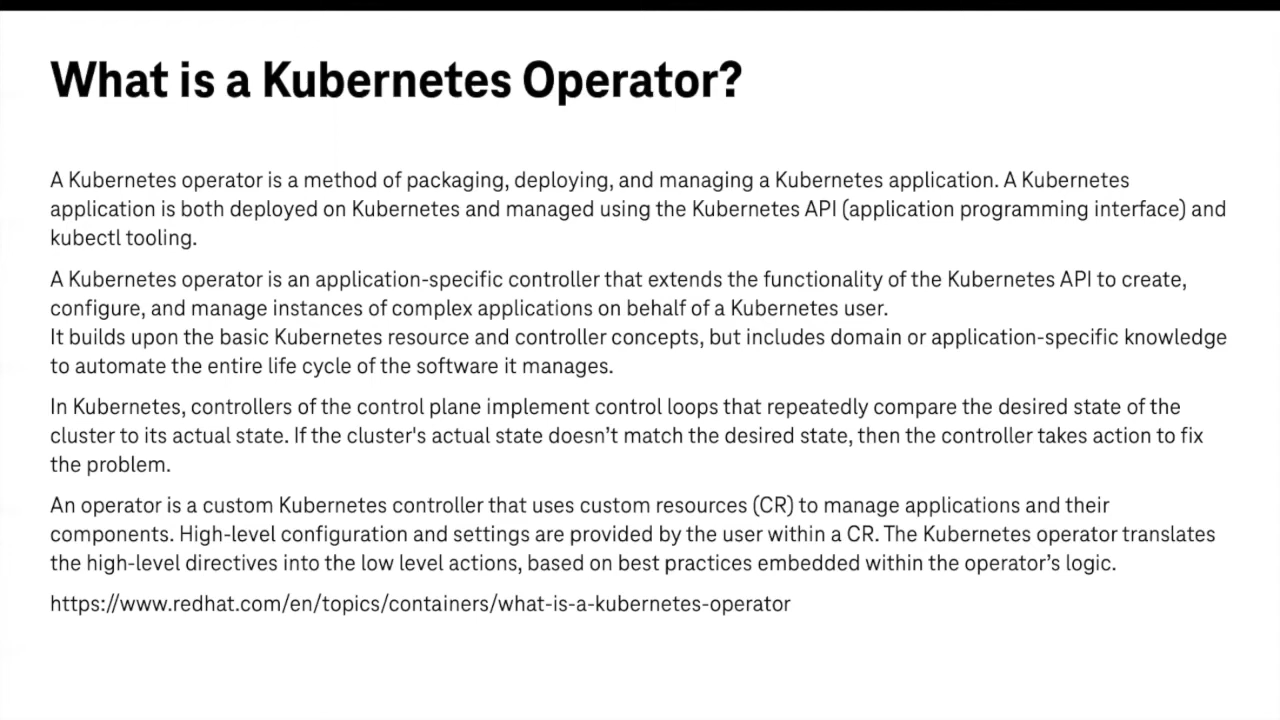 What is a Kubernetes Operator?
A Kubernetes operator is a method of packaging, deploying, and managing a Kubernetes application. A Kubernetes
application is both deployed on Kubernetes and managed using the Kubernetes API (application programming interface) and
kubectl tooling.
A Kubernetes operator is an application-specific controller that extends the functionality of the Kubernetes API to create,
configure, and manage instances of complex applications on behalf of a Kubernetes user.
It builds upon the basic Kubernetes resource and controller concepts, but includes domain or application-specific knowledge
to automate the entire life cycle of the software it manages.
In Kubernetes, controllers of the control plane implement control loops that repeatedly compare the desired state of the
cluster to its actual state. If the cluster's actual state doesn’t match the desired state, then the controller takes action to fix
the problem.
An operator is a custom Kubernetes controller that uses custom resources (CR) to manage applications and their
components. High-level configuration and settings are provided by the user within a CR. The Kubernetes operator translates
the high-level directives into the low level actions, based on best practices embedded within the operator’s logic.
https://www.redhat.com/en/topics/containers/what-is-a-kubernetes-operator